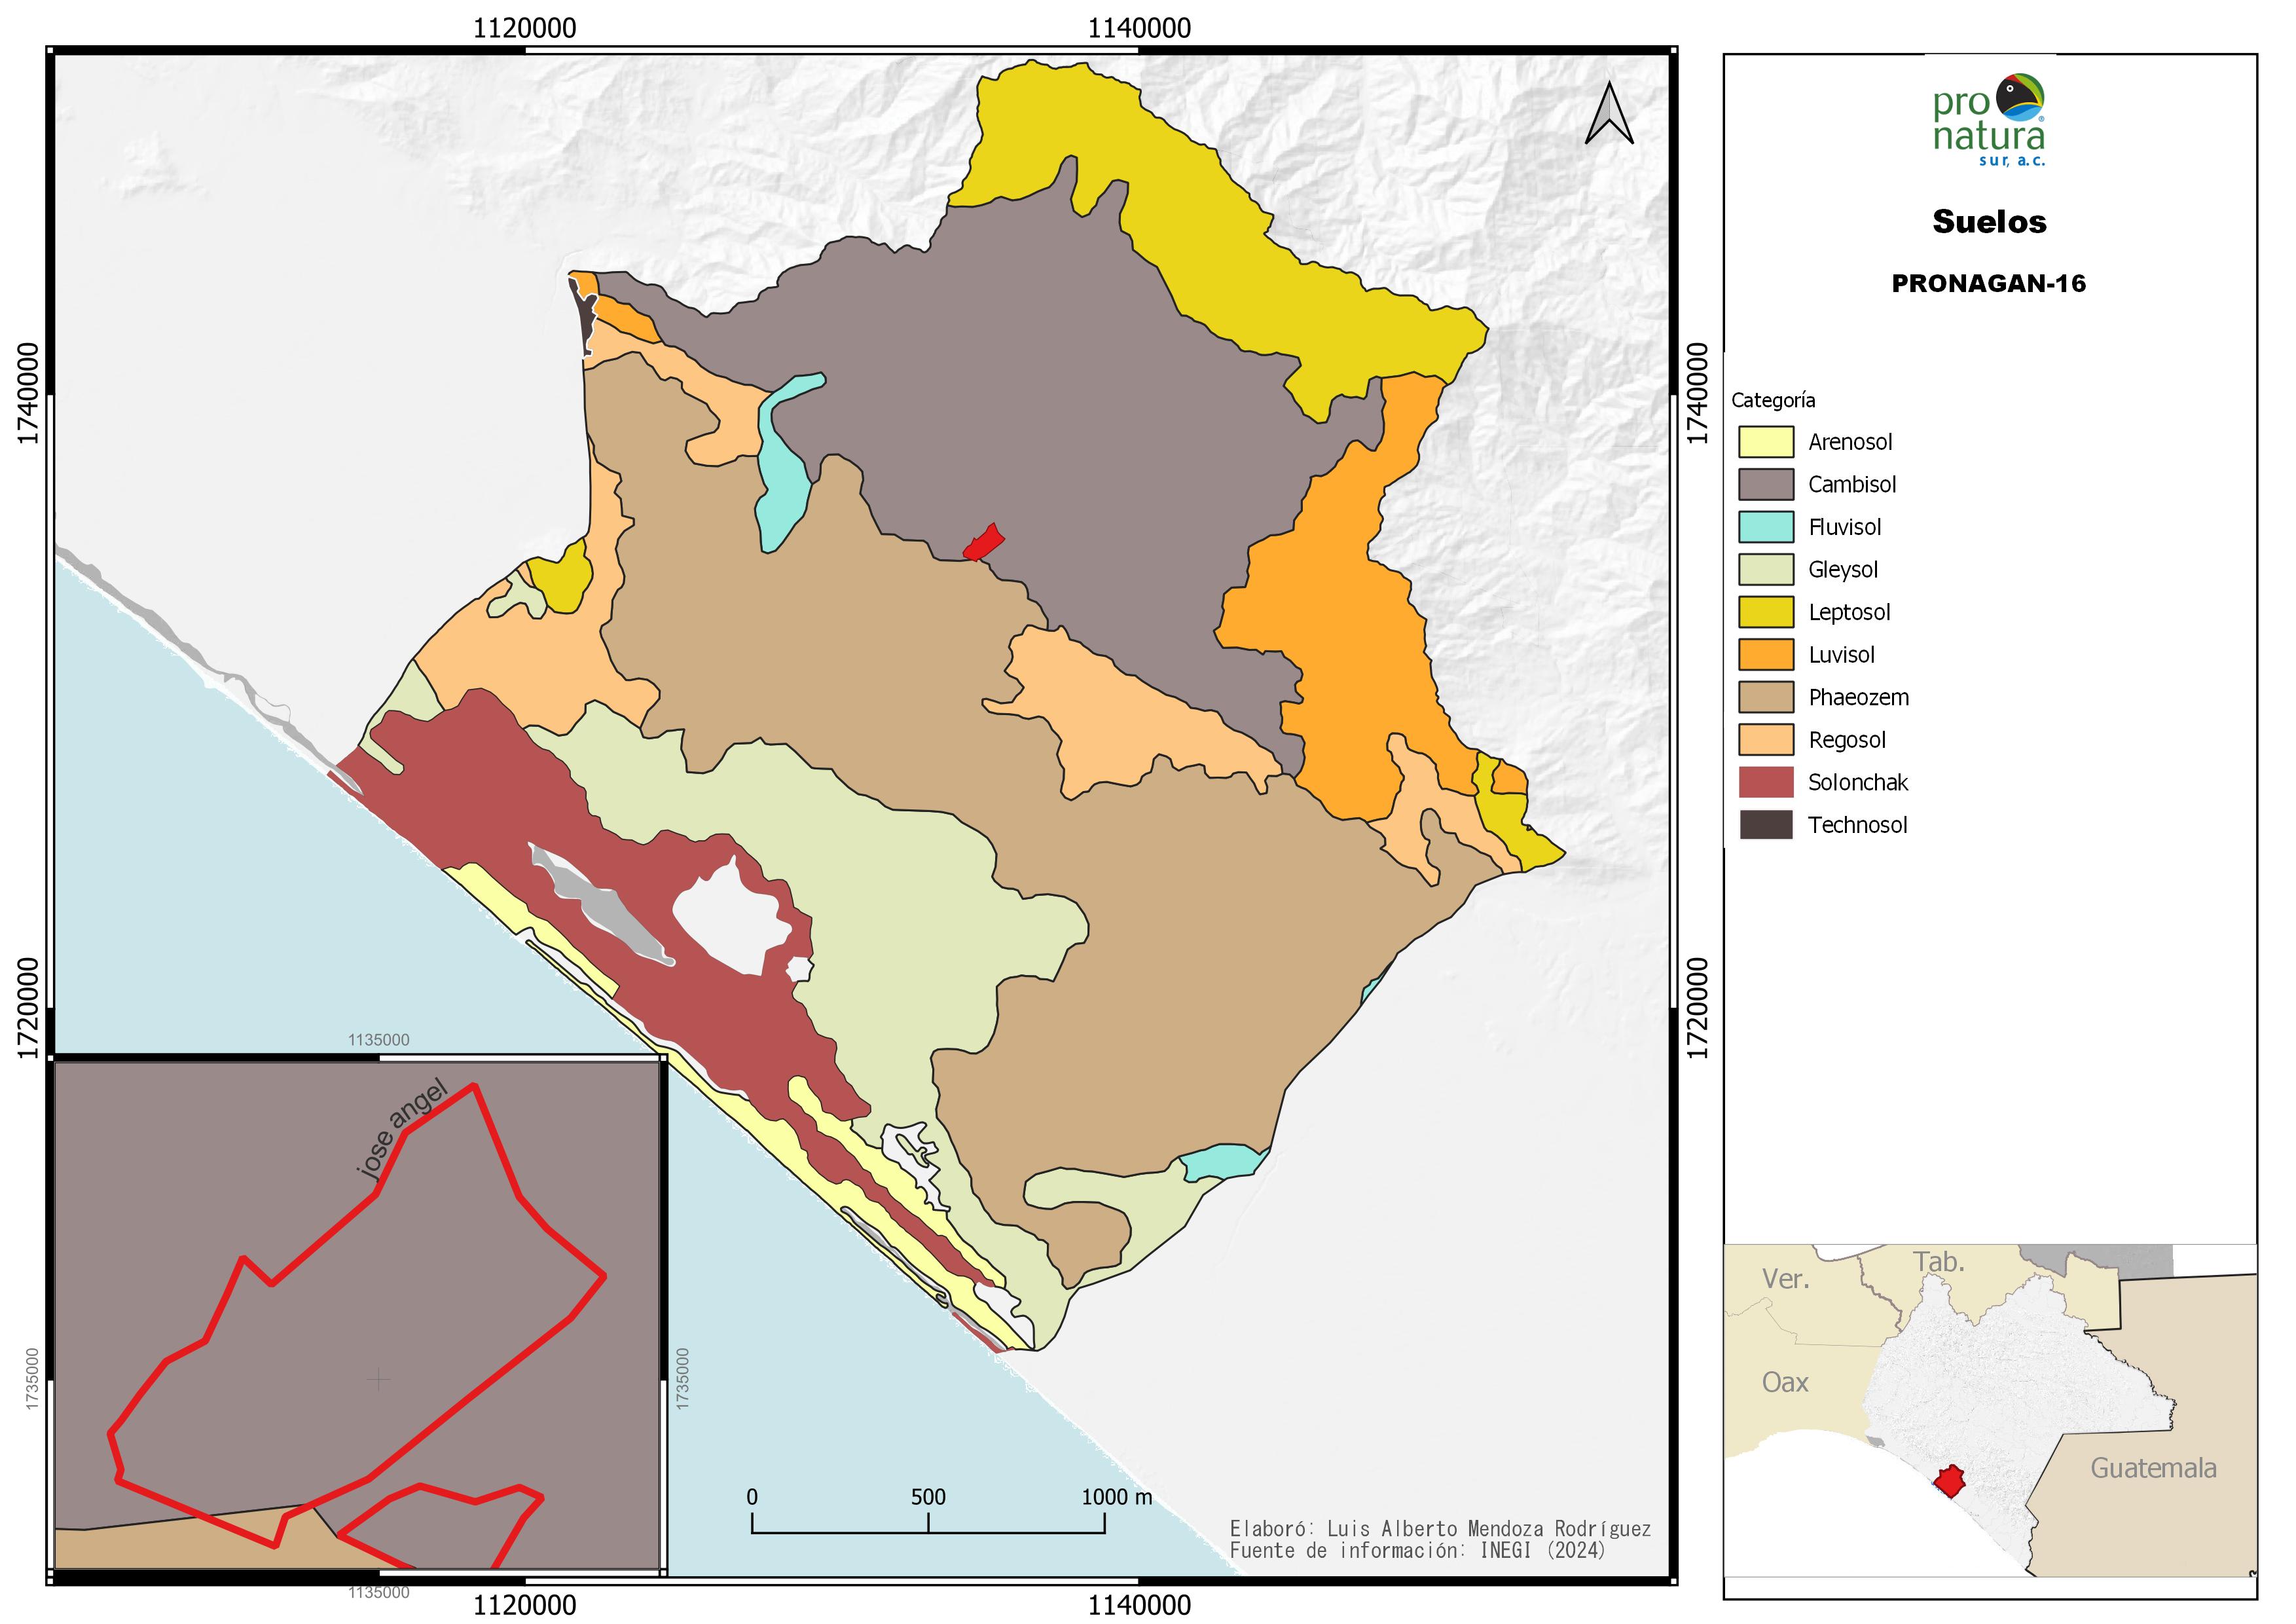 1120000
1140000
1740000
1740000
1720000
1720000
1135000
jose angel
1735000
1735000
1135000
1120000
1140000
0
500
1000 m
Elaboró: Luis Alberto Mendoza Rodríguez
Fuente de información: INEGI (2024)
pro
natura
sur, a.c.
Suelos
PRONAGAN-16
Categoría
Arenosol
Cambisol
Fluvisol
Gleysol
Leptosol
Luvisol
Phaeozem
Regosol
Solonchak
Technosol
Ver.
Tab.
Oax
Guatemala